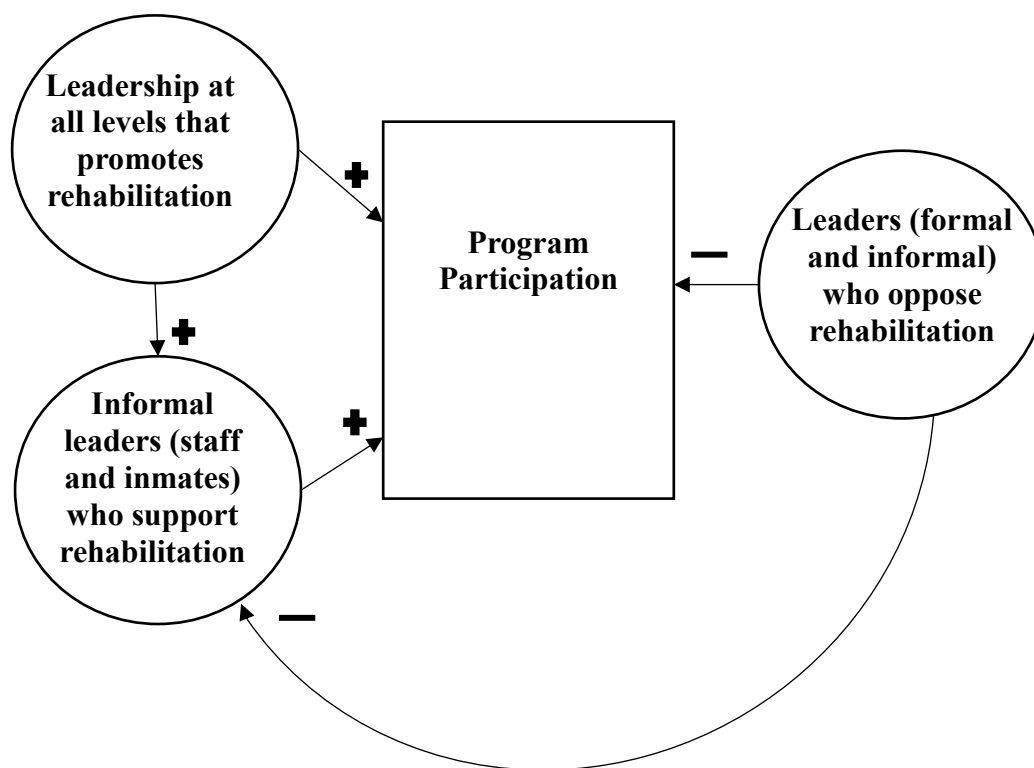 Leadership at
all levels that
promotes
rehabilitation
+
Program
Participation
Leaders (formal
and informal)
who oppose
rehabilitation
−
+
Informal
leaders (staff
and inmates)
who support
rehabilitation
+
−